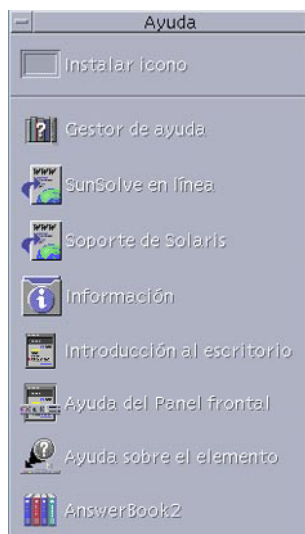 Ayuda
Instalar icono
Gestor de ayuda
SunSolve en línea
Soporte de Solaris
Información
Introducción al escritorio
Ayuda del Panel frontal
Ayuda sobre el elemento
AnswerBook2